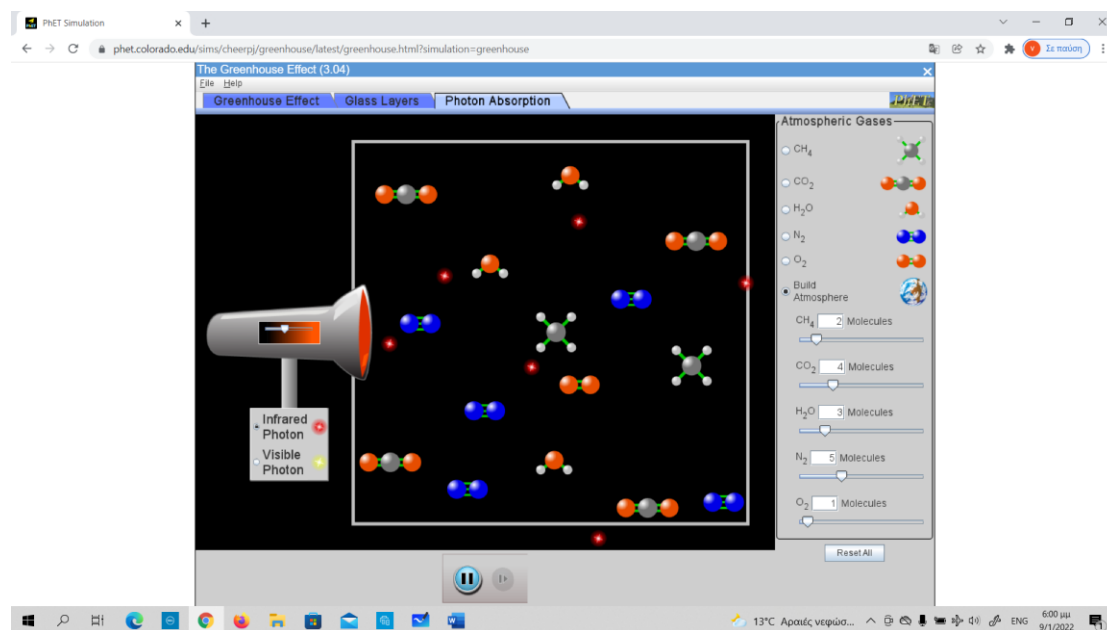 PhET Simulation
phet.colorado.edu/sims/cheerpj/greenhouse/latest/greenhouse.html?simulation=greenhouse
Σε παύση
The Greenhouse Effect (3.04)
File Help
Greenhouse Effect Glass Layers Photon Absorption
PhET
Atmospheric Gases
CH4
CO2
H2O
N2
O2
Build
Atmosphere
CH4 2 Molecules
CO2 4 Molecules
H2O 3 Molecules
N2 5 Molecules
O2 1 Molecules
Reset All
Infrared
Photon
Visible
Photon
13°C Αραιές νεφώσ... ENG 6:00 μμ
9/1/2022